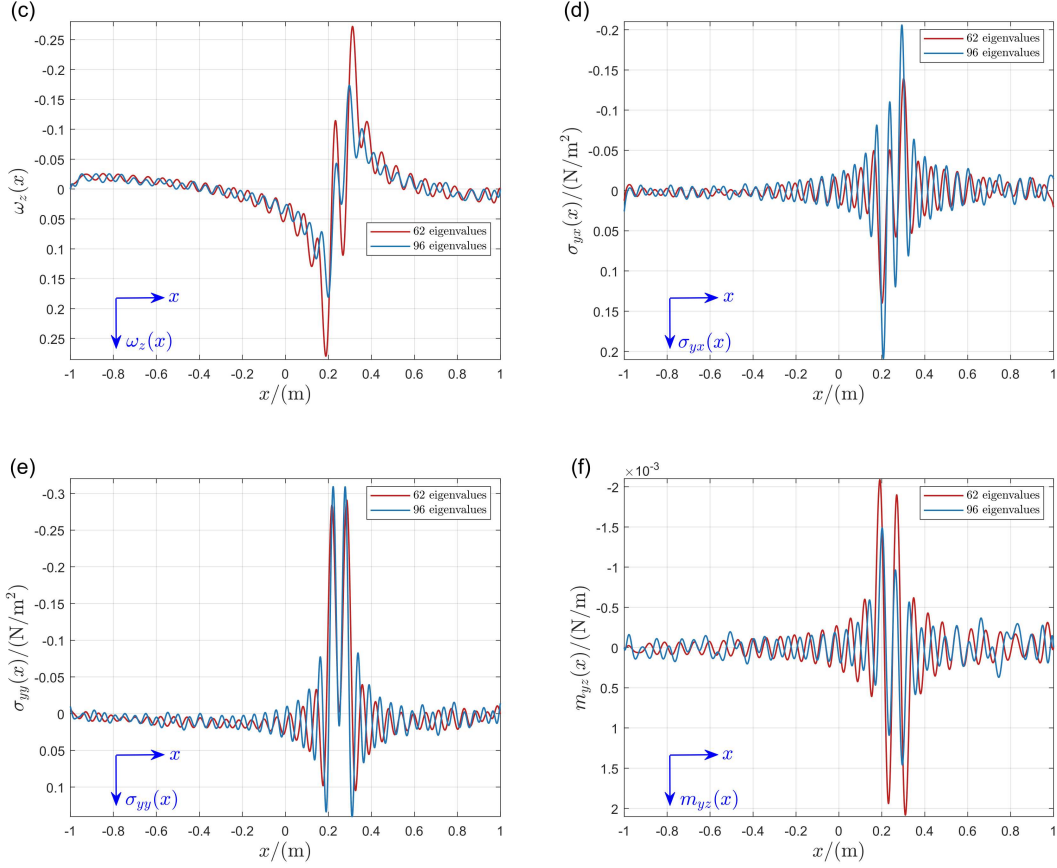 (c)
-0.25
-0.2
-0.15
-0.1
-0.05
0
0.05
0.1
0.15
0.2
0.25
ω_z(x)
62 eigenvalues
96 eigenvalues
x
ω_z(x)
-1 -0.8 -0.6 -0.4 -0.2 0 0.2 0.4 0.6 0.8 1
x/(m)
(d)
-0.2
-0.15
-0.1
-0.05
0
0.05
0.1
0.15
0.2
σ_yx(x)/(N/m²)
62 eigenvalues
96 eigenvalues
x
σ_yx(x)
-1 -0.8 -0.6 -0.4 -0.2 0 0.2 0.4 0.6 0.8 1
x/(m)
(e)
-0.3
-0.25
-0.2
-0.15
-0.1
-0.05
0
0.05
0.1
σ_yy(x)/(N/m²)
62 eigenvalues
96 eigenvalues
x
σ_yy(x)
-1 -0.8 -0.6 -0.4 -0.2 0 0.2 0.4 0.6 0.8 1
x/(m)
(f)
×10⁻³
-2
-1.5
-1
-0.5
0
0.5
1
1.5
2
m_yz(x)/(N/m)
62 eigenvalues
96 eigenvalues
x
m_yz(x)
-1 -0.8 -0.6 -0.4 -0.2 0 0.2 0.4 0.6 0.8 1
x/(m)